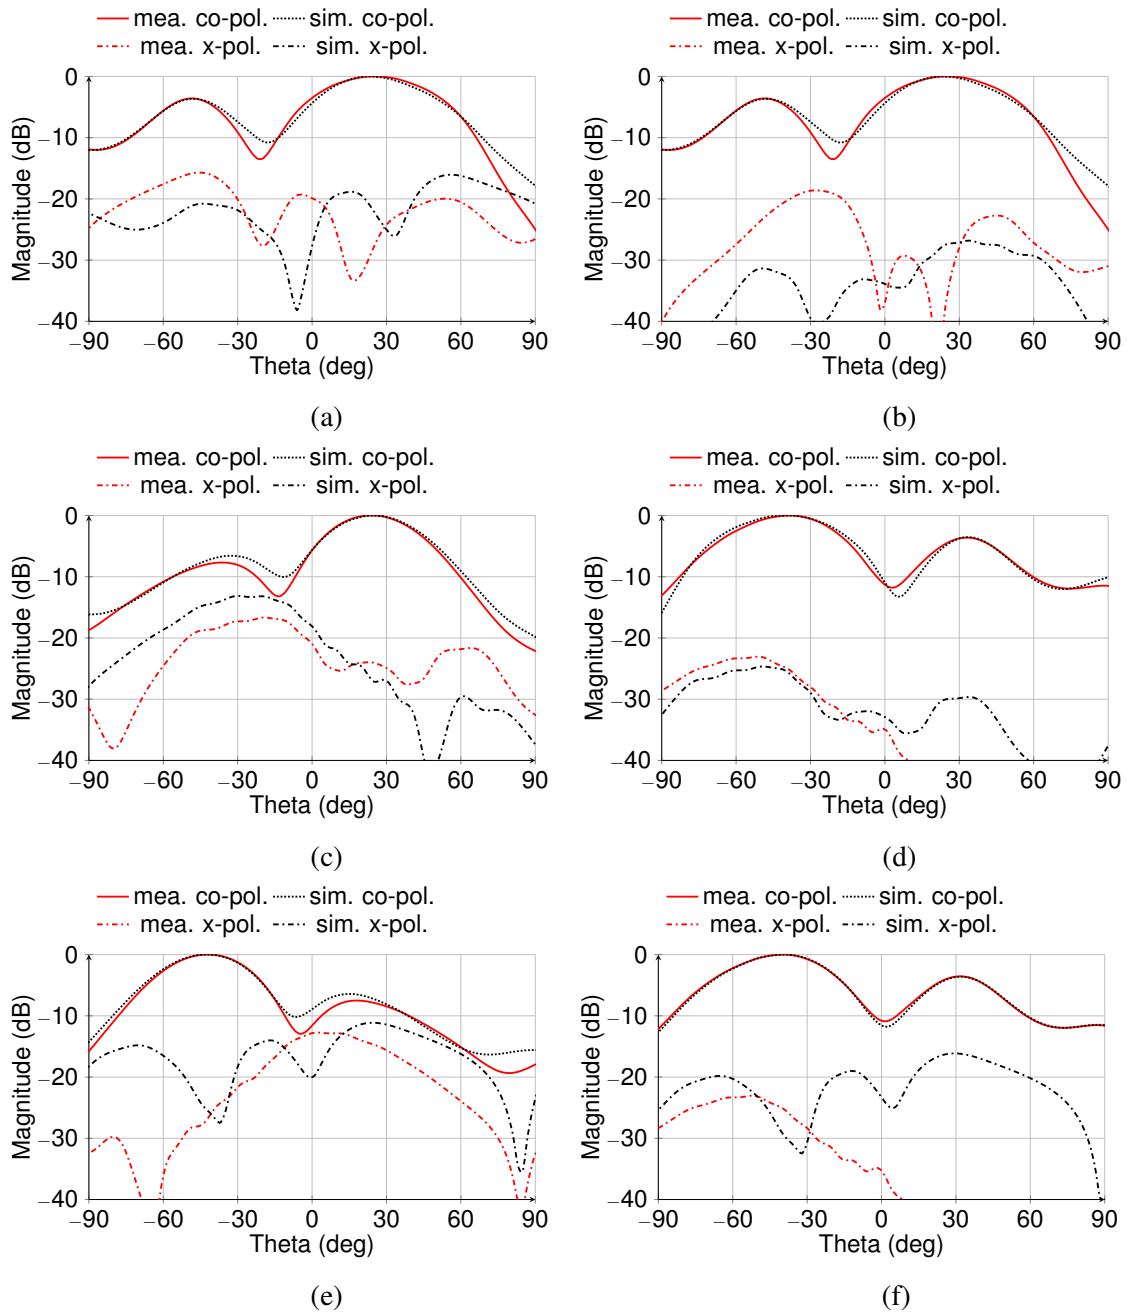 mea. co-pol. sim. co-pol.
mea. x-pol. sim. x-pol.
0
−10
−20
−30
−40
Magnitude (dB)
−90 −60 −30 0 30 60 90
Theta (deg)
(a)
mea. co-pol. sim. co-pol.
mea. x-pol. sim. x-pol.
0
−10
−20
−30
−40
Magnitude (dB)
−90 −60 −30 0 30 60 90
Theta (deg)
(b)
mea. co-pol. sim. co-pol.
mea. x-pol. sim. x-pol.
0
−10
−20
−30
−40
Magnitude (dB)
−90 −60 −30 0 30 60 90
Theta (deg)
(c)
mea. co-pol. sim. co-pol.
mea. x-pol. sim. x-pol.
0
−10
−20
−30
−40
Magnitude (dB)
−90 −60 −30 0 30 60 90
Theta (deg)
(d)
mea. co-pol. sim. co-pol.
mea. x-pol. sim. x-pol.
0
−10
−20
−30
−40
Magnitude (dB)
−90 −60 −30 0 30 60 90
Theta (deg)
(e)
mea. co-pol. sim. co-pol.
mea. x-pol. sim. x-pol.
0
−10
−20
−30
−40
Magnitude (dB)
−90 −60 −30 0 30 60 90
Theta (deg)
(f)